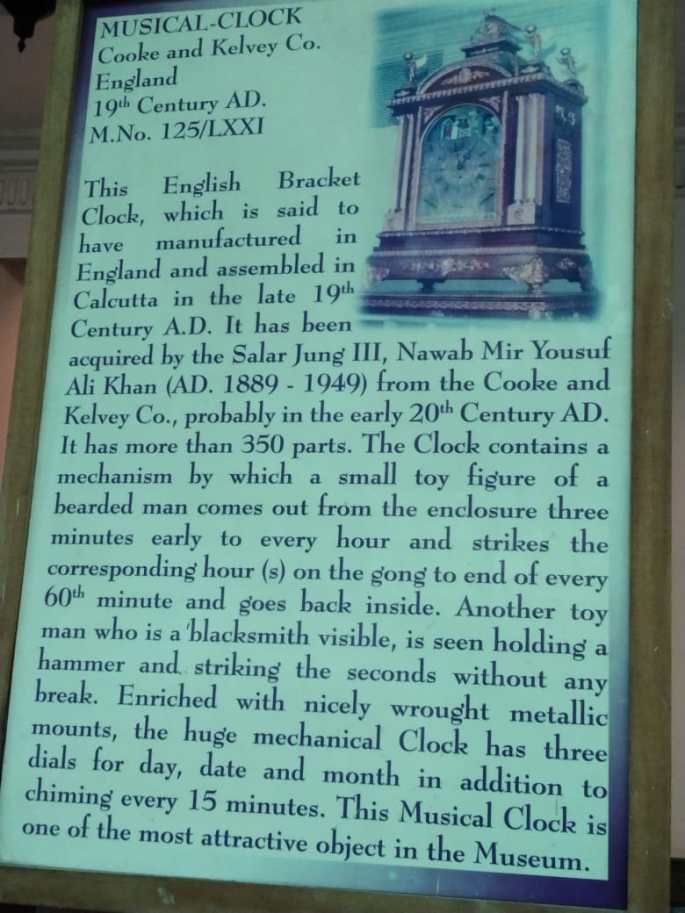 MUSICAL-CLOCK
Cooke and Kelvey Co.
England
19th Century AD.
M.No. 125/LXXI
This English Bracket
Clock, which is said to
have manufactured in
England and assembled in
Calcutta in the late 19th
Century A.D. It has been
acquired by the Salar Jung III, Nawab Mir Yousuf
Ali Khan (AD. 1889 - 1949) from the Cooke and
Kelvey Co., probably in the early 20th Century AD.
It has more than 350 parts. The Clock contains a
mechanism by which a small toy figure of a
bearded man comes out from the enclosure three
minutes early to every hour and strikes the
corresponding hour (s) on the gong to end of every
60th minute and goes back inside. Another toy
man who is a blacksmith visible, is seen holding a
hammer and striking the seconds without any
break. Enriched with nicely wrought metallic
mounts, the huge mechanical Clock has three
dials for day, date and month in addition to
chiming every 15 minutes. This Musical Clock is
one of the most attractive object in the Museum.